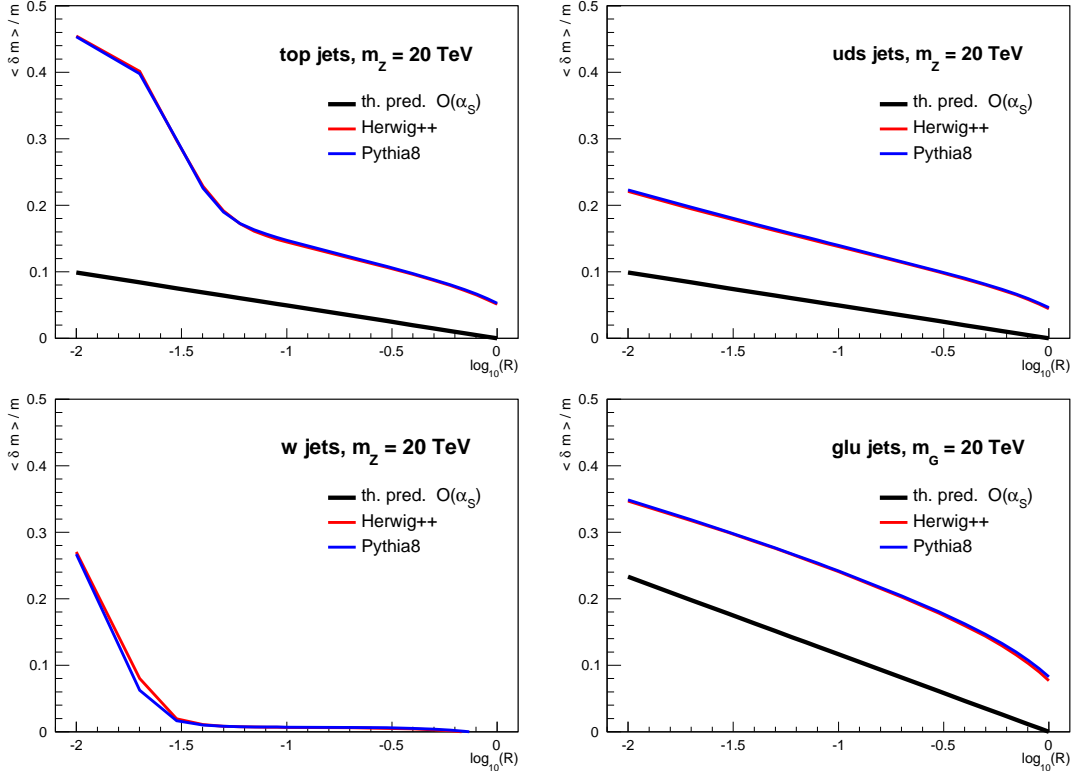 top jets, m_Z = 20 TeV
th. pred. O(α_S)
Herwig++
Pythia8
< δ m > / m
0.5
0.4
0.3
0.2
0.1
0
-2 -1.5 -1 -0.5 0
log₁₀(R)
uds jets, m_Z = 20 TeV
th. pred. O(α_S)
Herwig++
Pythia8
< δ m > / m
0.5
0.4
0.3
0.2
0.1
0
-2 -1.5 -1 -0.5 0
log₁₀(R)
w jets, m_Z = 20 TeV
th. pred. O(α_S)
Herwig++
Pythia8
< δ m > / m
0.5
0.4
0.3
0.2
0.1
0
-2 -1.5 -1 -0.5 0
log₁₀(R)
glu jets, m_G = 20 TeV
th. pred. O(α_S)
Herwig++
Pythia8
< δ m > / m
0.5
0.4
0.3
0.2
0.1
0
-2 -1.5 -1 -0.5 0
log₁₀(R)